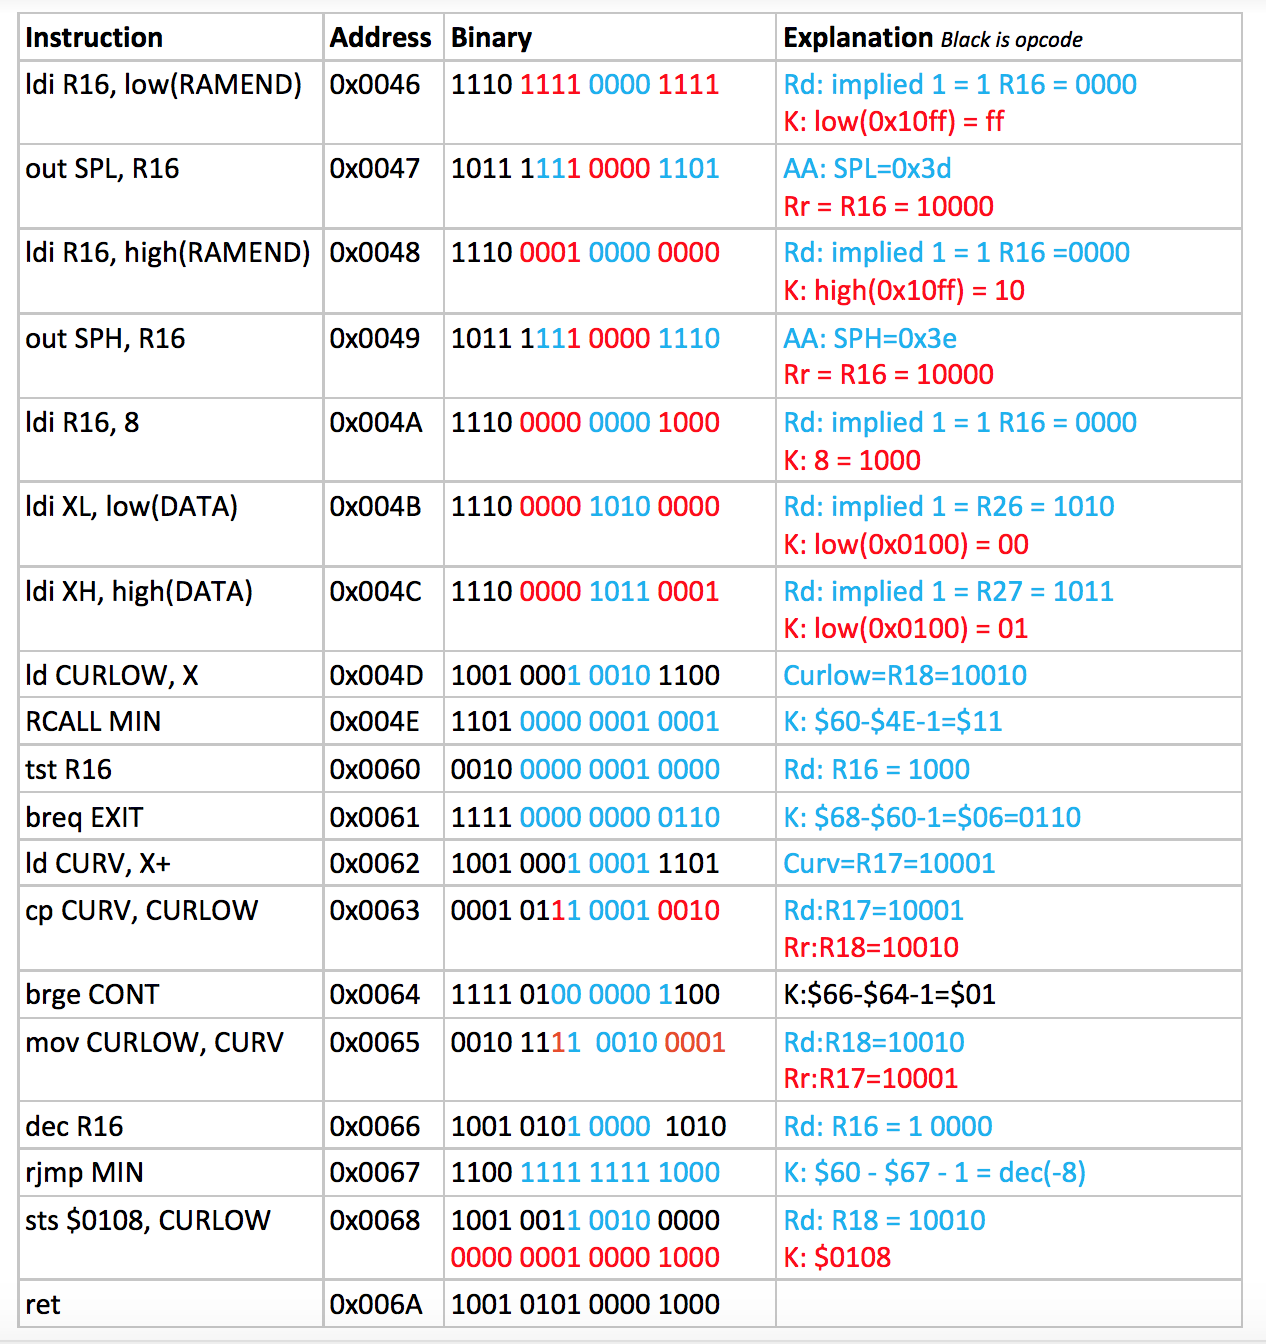 Instruction Address Binary Explanation Black is opcode
ldi R16, low(RAMEND) 0x0046 1110 1111 0000 1111 Rd: implied 1 = 1 R16 = 0000
K: low(0x10ff) = ff
out SPL, R16 0x0047 1011 1111 0000 1101 AA: SPL=0x3d
Rr = R16 = 10000
ldi R16, high(RAMEND) 0x0048 1110 0001 0000 0000 Rd: implied 1 = 1 R16 =0000
K: high(0x10ff) = 10
out SPH, R16 0x0049 1011 1111 0000 1110 AA: SPH=0x3e
Rr = R16 = 10000
ldi R16, 8 0x004A 1110 0000 0000 1000 Rd: implied 1 = 1 R16 = 0000
K: 8 = 1000
ldi XL, low(DATA) 0x004B 1110 0000 1010 0000 Rd: implied 1 = R26 = 1010
K: low(0x0100) = 00
ldi XH, high(DATA) 0x004C 1110 0000 1011 0001 Rd: implied 1 = R27 = 1011
K: low(0x0100) = 01
ld CURLOW, X 0x004D 1001 0001 0010 1100 Curlow=R18=10010
RCALL MIN 0x004E 1101 0000 0001 0001 K: $60-$4E-1=$11
tst R16 0x0060 0010 0000 0001 0000 Rd: R16 = 1000
breq EXIT 0x0061 1111 0000 0000 0110 K: $68-$60-1=$06=0110
ld CURV, X+ 0x0062 1001 0001 0001 1101 Curv=R17=10001
cp CURV, CURLOW 0x0063 0001 0111 0001 0010 Rd:R17=10001
Rr:R18=10010
brge CONT 0x0064 1111 0100 0000 1100 K:$66-$64-1=$01
mov CURLOW, CURV 0x0065 0010 1111 0010 0001 Rd:R18=10010
Rr:R17=10001
dec R16 0x0066 1001 0101 0000 1010 Rd: R16 = 1 0000
rjmp MIN 0x0067 1100 1111 1111 1000 K: $60 - $67 - 1 = dec(-8)
sts $0108, CURLOW 0x0068 1001 0011 0010 0000 Rd: R18 = 10010
0000 0001 0000 1000 K: $0108
ret 0x006A 1001 0101 0000 1000